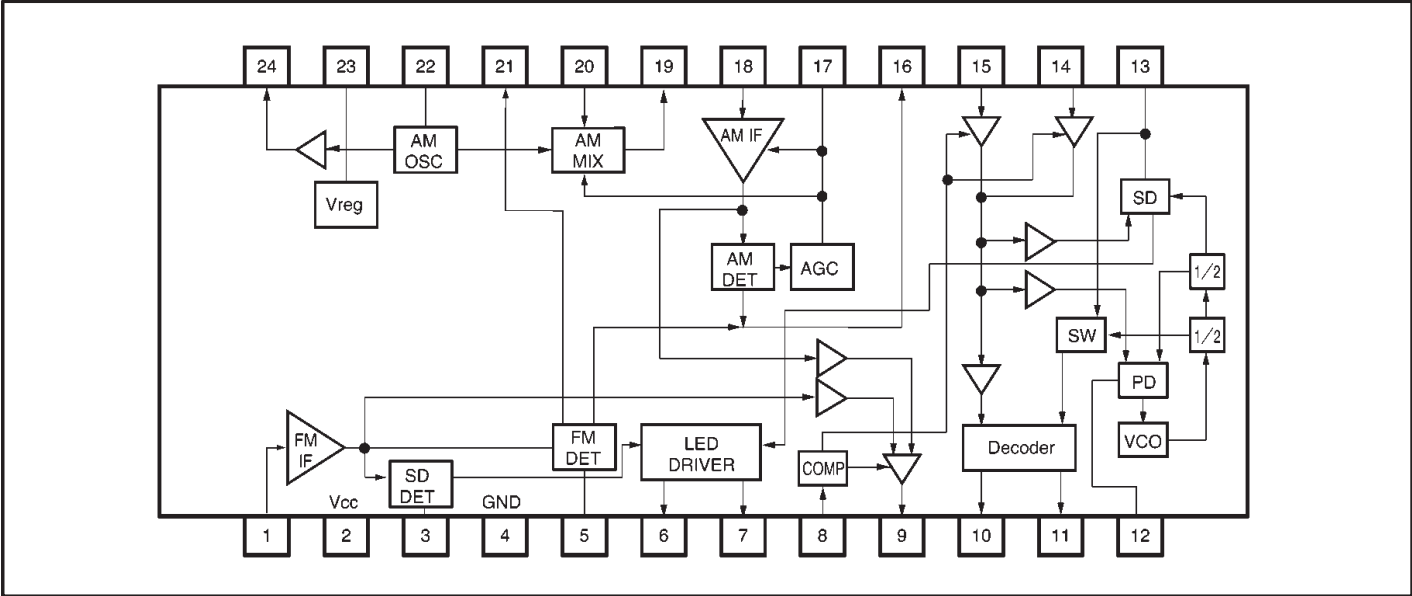 24 23 22 21 20 19 18 17 16 15 14 13
AM IF
AM
OSC
AM
MIX
Vreg
SD
AM
DET
AGC
1/2
SW
1/2
PD
FM
IF
FM
DET
LED
DRIVER
COMP
Decoder
VCO
SD
DET
Vcc
GND
1 2 3 4 5 6 7 8 9 10 11 12